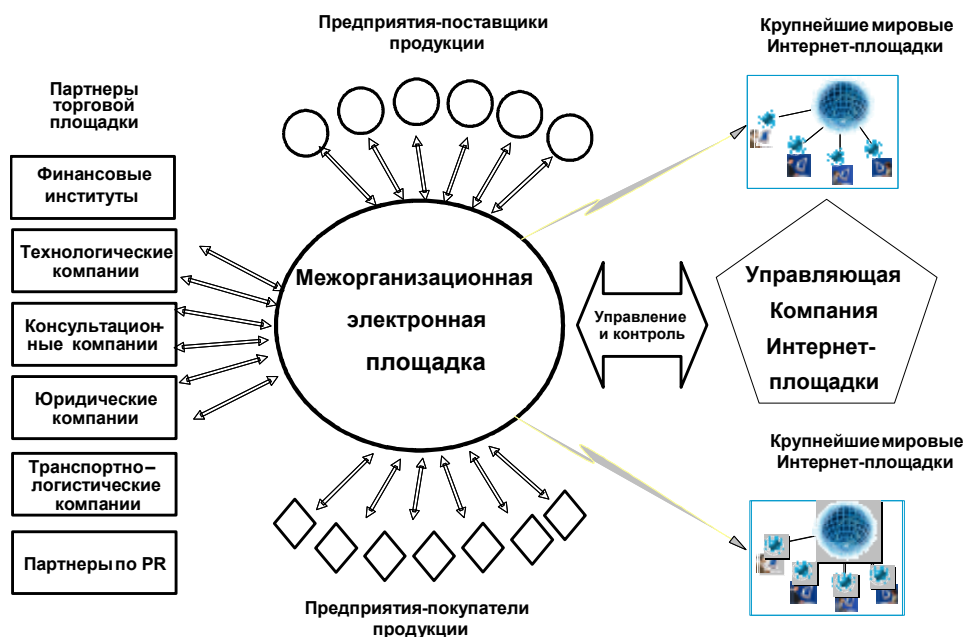 Предприятия-поставщики
продукции
Крупнейшие мировые
Интернет-площадки
Партнеры
торговой
площадки
Финансовые
институты
Технологические
компании
Консультацион-
ные компании
Юридические
компании
Транспортно–
логистические
компании
Партнеры по PR
Межорганизационная
электронная
площадка
Управление
и контроль
Управляющая
Компания
Интернет-
площадки
Крупнейшие мировые
Интернет-площадки
Предприятия-покупатели
продукции